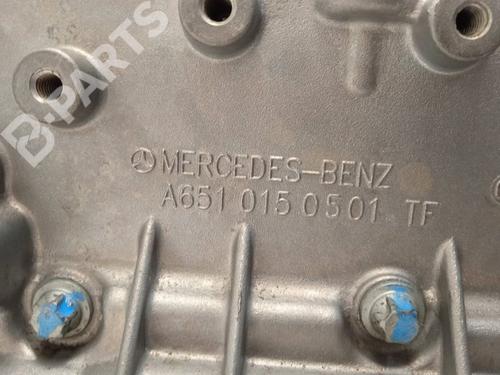 B-PARTS
MERCEDES-BENZ
A651 015 0501 TF